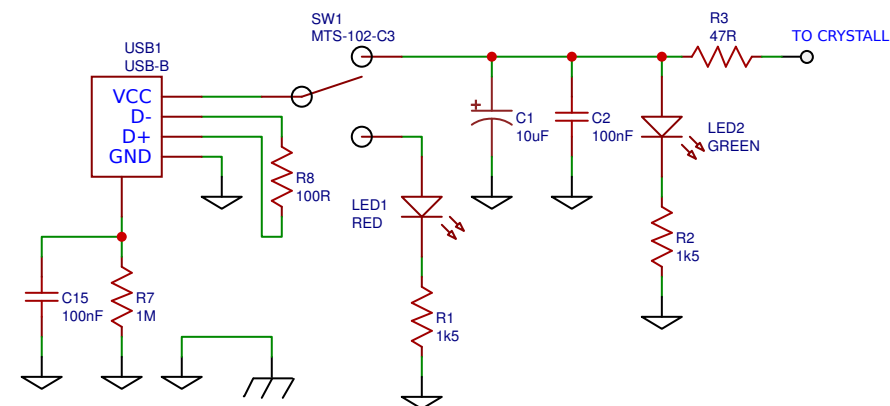 SW1
MTS-102-C3
R3
47R
TO CRYSTALL
USB1
USB-B
VCC
D-
D+
GND
+
C1
10uF
C2
100nF
LED2
GREEN
R8
100R
LED1
RED
R2
1k5
C15
100nF
R7
1M
R1
1k5